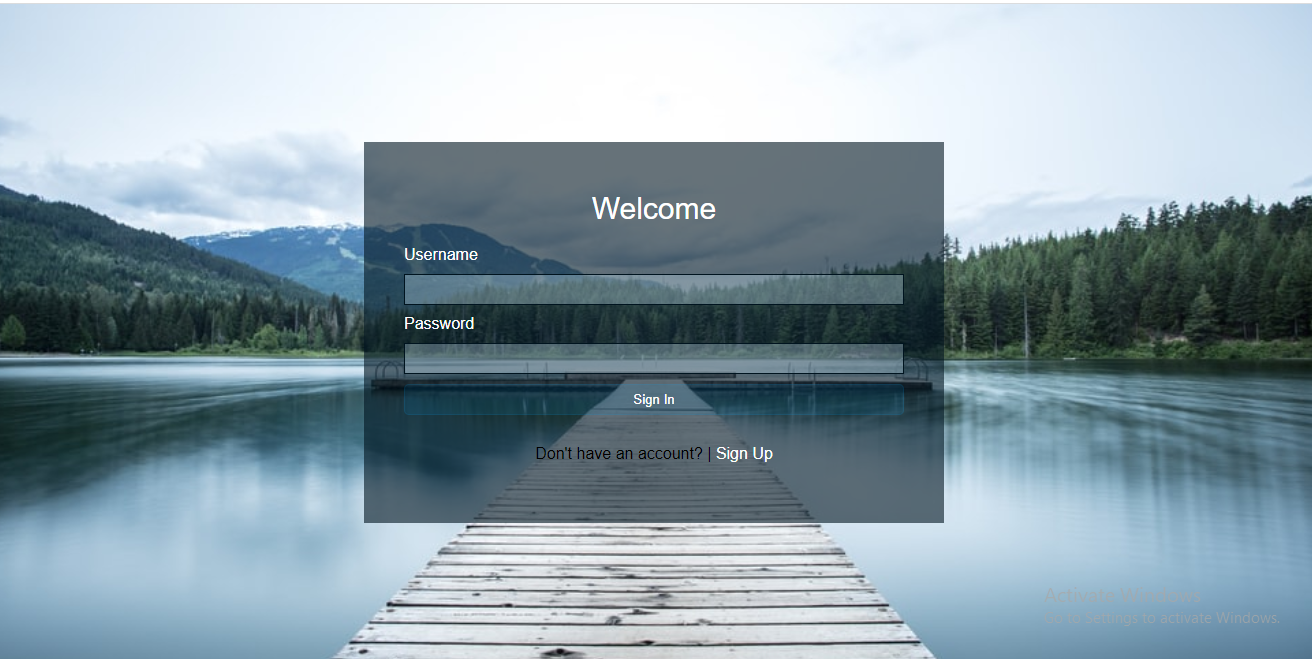 Welcome
Username
Password
Sign In
Don't have an account? | Sign Up
Activate Windows
Go to Settings to activate Windows.